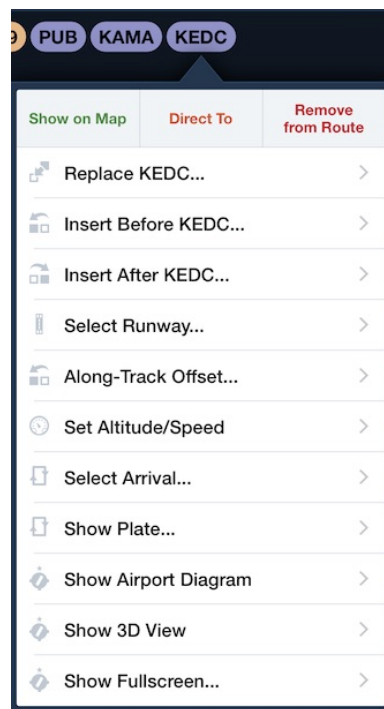 9 PUB KAMA KEDC
Show on Map Direct To Remove
from Route
Replace KEDC...
Insert Before KEDC...
Insert After KEDC...
Select Runway...
Along-Track Offset...
Set Altitude/Speed
Select Arrival...
Show Plate...
Show Airport Diagram
Show 3D View
Show Fullscreen...